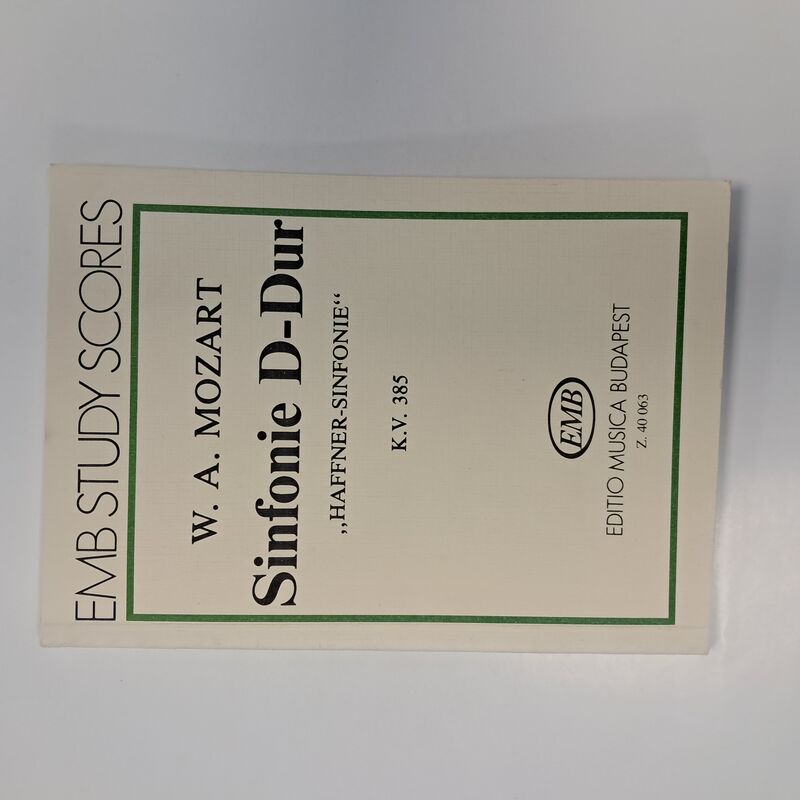 EMB STUDY SCORES
W. A. MOZART
Sinfonie D-Dur
„HAFFNER-SINFONIE“
K.V. 385
EMB
EDITIO MUSICA BUDAPEST
Z. 40 063